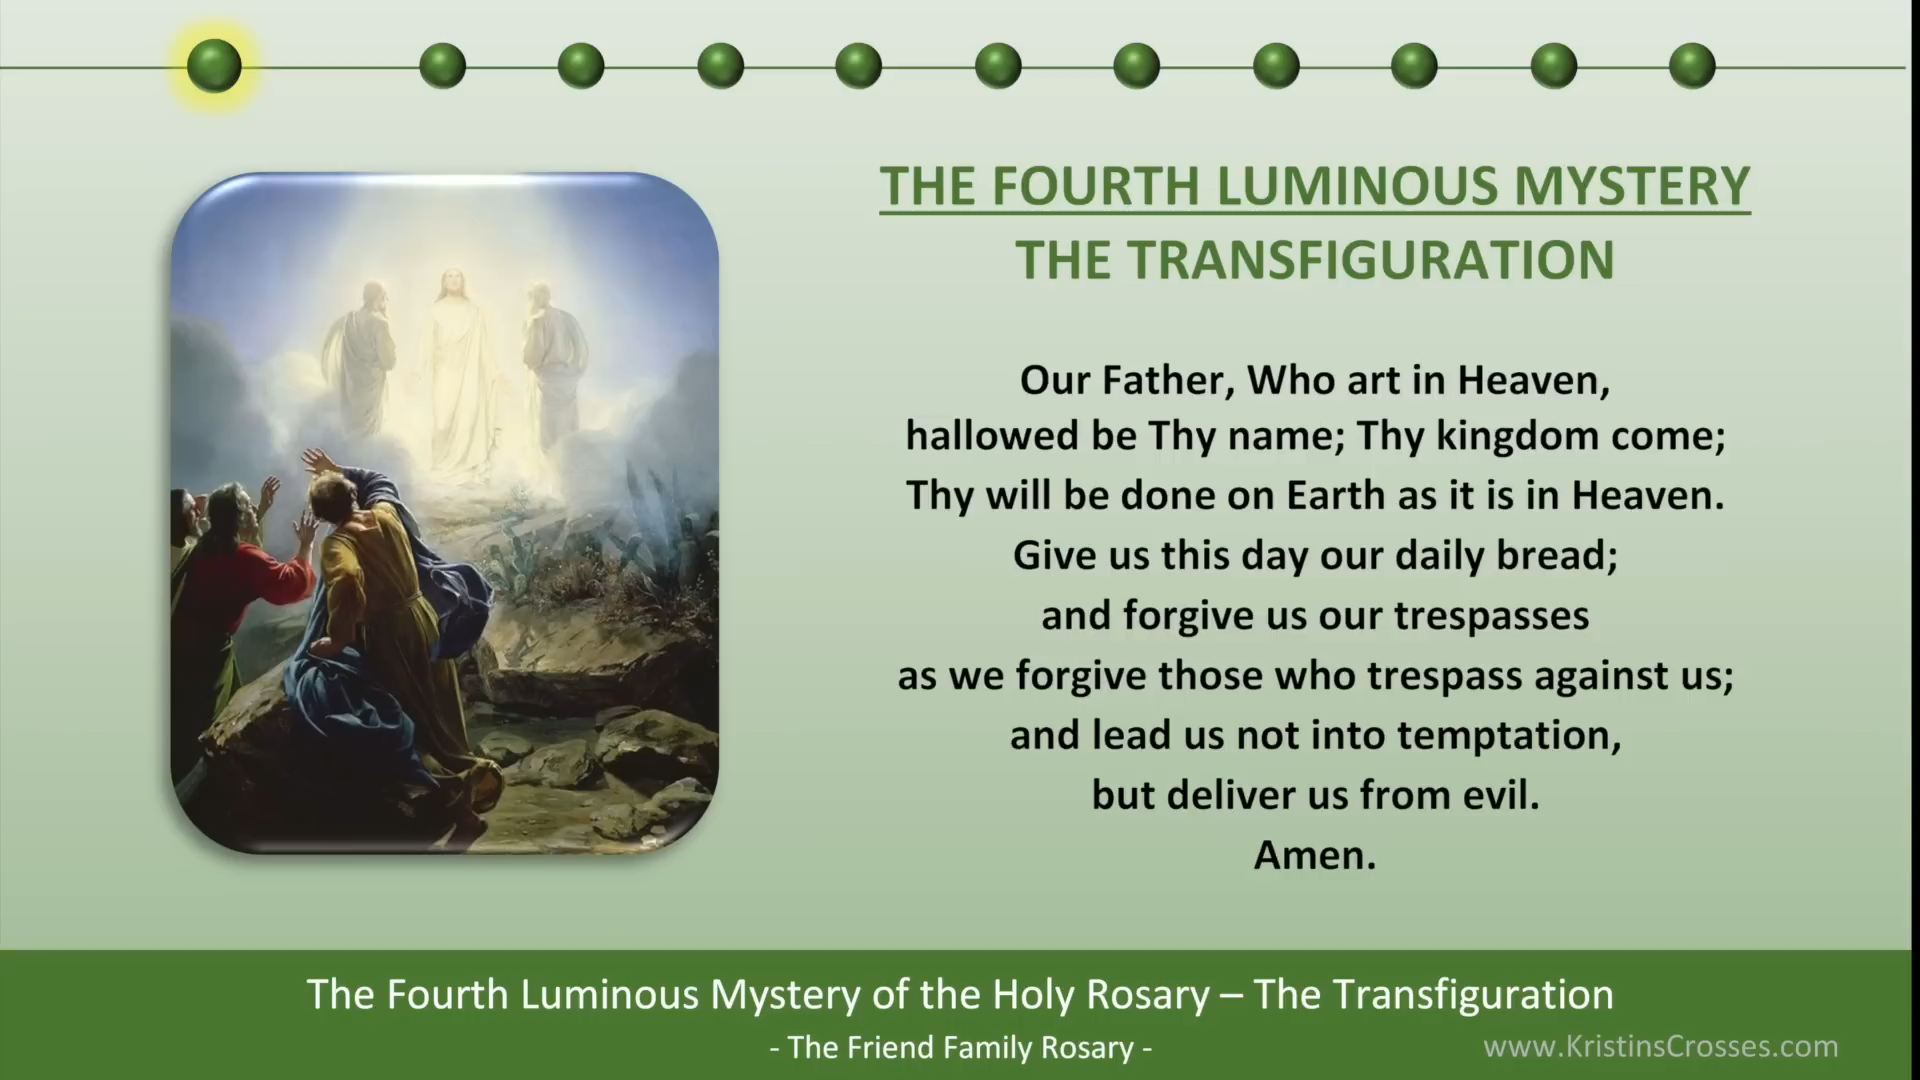 THE FOURTH LUMINOUS MYSTERY
THE TRANSFIGURATION
Our Father, Who art in Heaven,
hallowed be Thy name; Thy kingdom come;
Thy will be done on Earth as it is in Heaven.
Give us this day our daily bread;
and forgive us our trespasses
as we forgive those who trespass against us;
and lead us not into temptation,
but deliver us from evil.
Amen.
The Fourth Luminous Mystery of the Holy Rosary – The Transfiguration
- The Friend Family Rosary -
www.KristinsCrosses.com